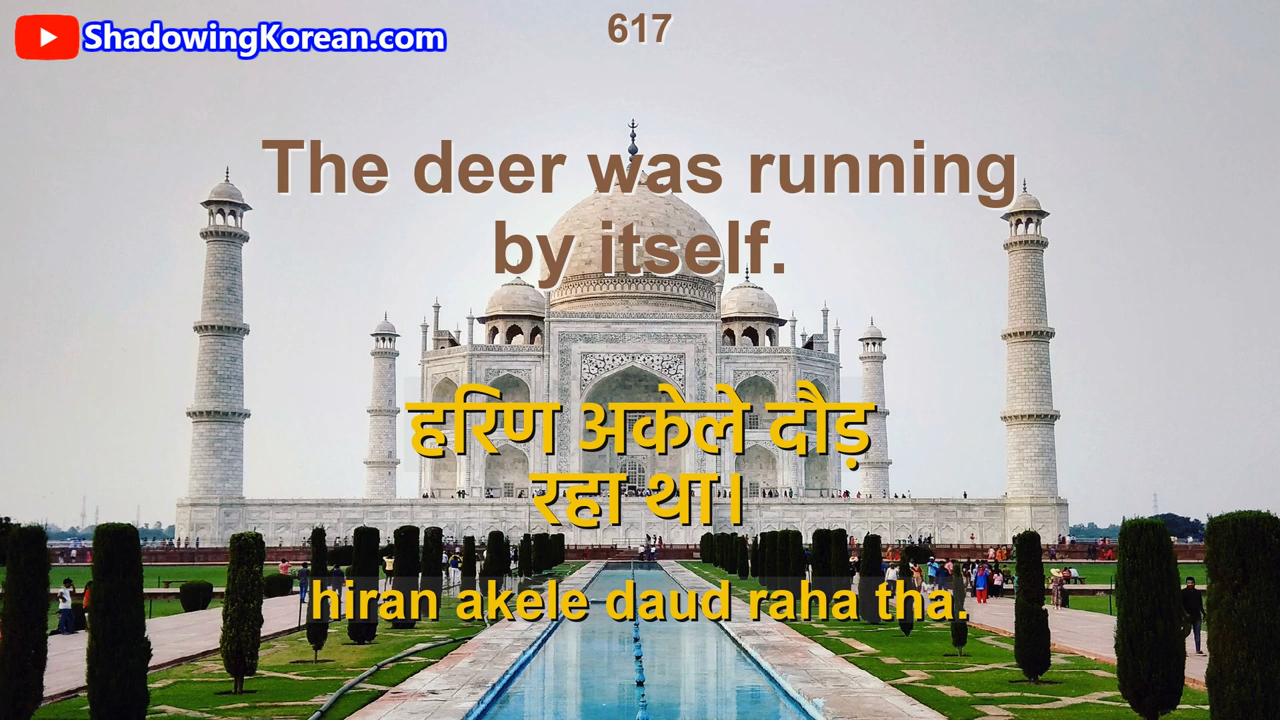 ShadowingKorean.com
617
The deer was running
by itself.
हरिण अकेले दौड़
रहा था।
hiran akele daud raha tha.